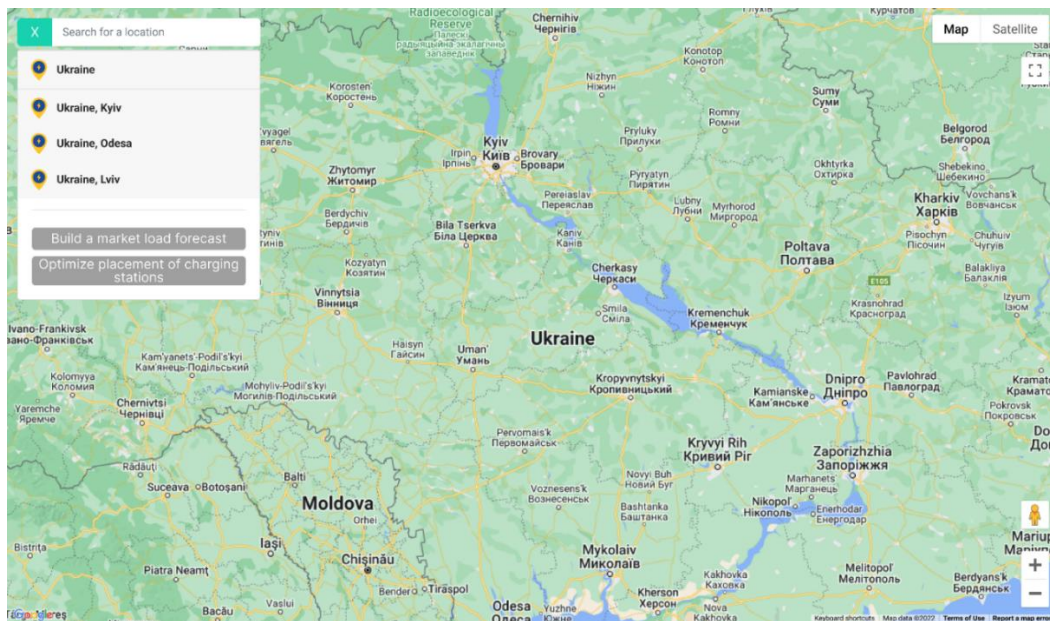 X
Search for a location
Ukraine
Ukraine, Kyiv
Ukraine, Odesa
Ukraine, Lviv
Build a market load forecast
Optimize placement of charging
stations
Map
Satellite
Radioecological
Reserve
Chernihiv
Чернігів
Konotop
Конотоп
Nizhyn
Ніжин
Korosten
Коростень
Sumy
Суми
Romny
Ромни
Pryluky
Прилуки
Belgorod
Белгород
Kyiv
Київ
Irpin
Ірпінь
Brovary
Бровари
Zhytomyr
Житомир
Okhtyrka
Охтирка
Shebekino
Шебекино
Pyryatyn
Пирятин
Pereiaslav
Переяслав
Lubny
Лубни
Myrhorod
Миргород
Kharkiv
Харків
Vovchans'k
Вовчанськ
Berdychiv
Бердичів
Bila Tserkva
Біла Церква
Kaniv
Канів
Pisochyn
Пісочин
Chuhuiv
Чугуїв
Poltava
Полтава
Kozyatyn
Козятин
Cherkasy
Черкаси
E105
Balakliya
Балаклія
Vinnytsia
Вінниця
Krasnohrad
Красноград
Izyum
Ізюм
Smila
Сміла
Kremenchuk
Кременчук
Ivano-Frankivsk
Ukraine
Haisyn
Гайсин
Uman'
Умань
Kam'yanets'-Podil's'kyi
Кам'янець-Подільський
Kolomyya
Коломия
Mohyliv-Podil's'kyi
Могилів-Подільський
Kropyvnytskyi
Кропивницький
Dnipro
Дніпро
Pavlohrad
Павлоград
Kamianske
Кам'янське
Chernivtsi
Чернівці
Yaremche
Яремче
Pokrovsk
Покровськ
Pervomais'k
Первомайськ
Kryvyi Rih
Кривий Ріг
Zaporizhzhia
Запоріжжя
Rădăuți
Suceava
Botoșani
Balti
Novyi Buh
Новий Буг
Marhanets
Марганець
Voznesens'k
Вознесенськ
Moldova
Orhei
Bashtanka
Баштанка
Nikopol'
Нікополь
Enerhodar
Енергодар
Bistrița
Iași
Mykolaiv
Миколаїв
Piatra Neamț
Chișinău
Melitopol
Мелітополь
Kakhovka
Каховка
Berdyans'k
Бердянськ
Bender
Tiraspol
Kherson
Херсон
Vaslui
Bacău
Odesa
Одеса
Yuzhne
Южне
Nova
Kakhovka
Keyboard shortcuts
Map data ©2022
Terms of Use
Report a map error